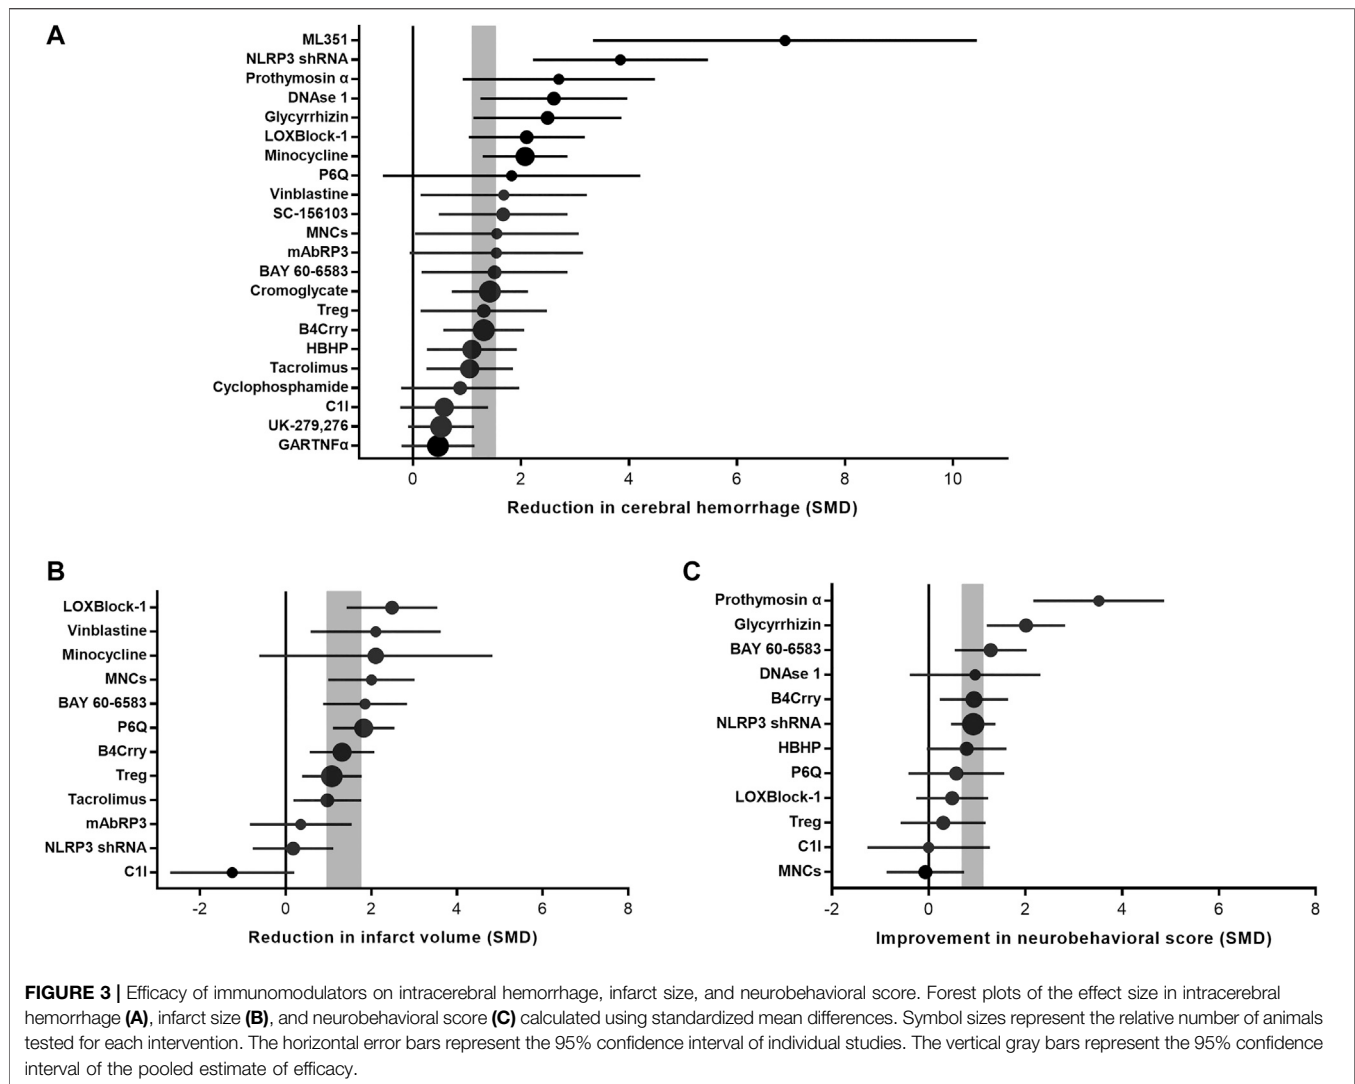 A
ML351
NLRP3 shRNA
Prothymosin α
DNAse 1
Glycyrrhizin
LOXBlock-1
Minocycline
P6Q
Vinblastine
SC-156103
MNCs
mAbRP3
BAY 60-6583
Cromoglycate
Treg
B4Crry
HBHP
Tacrolimus
Cyclophosphamide
C1I
UK-279,276
GARTNFα
0 2 4 6 8 10
Reduction in cerebral hemorrhage (SMD)
B
LOXBlock-1
Vinblastine
Minocycline
MNCs
BAY 60-6583
P6Q
B4Crry
Treg
Tacrolimus
mAbRP3
NLRP3 shRNA
C1I
-2 0 2 4 6 8
Reduction in infarct volume (SMD)
C
Prothymosin α
Glycyrrhizin
BAY 60-6583
DNAse 1
B4Crry
NLRP3 shRNA
HBHP
P6Q
LOXBlock-1
Treg
C1I
MNCs
-2 0 2 4 6 8
Improvement in neurobehavioral score (SMD)
FIGURE 3 | Efficacy of immunomodulators on intracerebral hemorrhage, infarct size, and neurobehavioral score. Forest plots of the effect size in intracerebral
hemorrhage (A), infarct size (B), and neurobehavioral score (C) calculated using standardized mean differences. Symbol sizes represent the relative number of animals
tested for each intervention. The horizontal error bars represent the 95% confidence interval of individual studies. The vertical gray bars represent the 95% confidence
interval of the pooled estimate of efficacy.